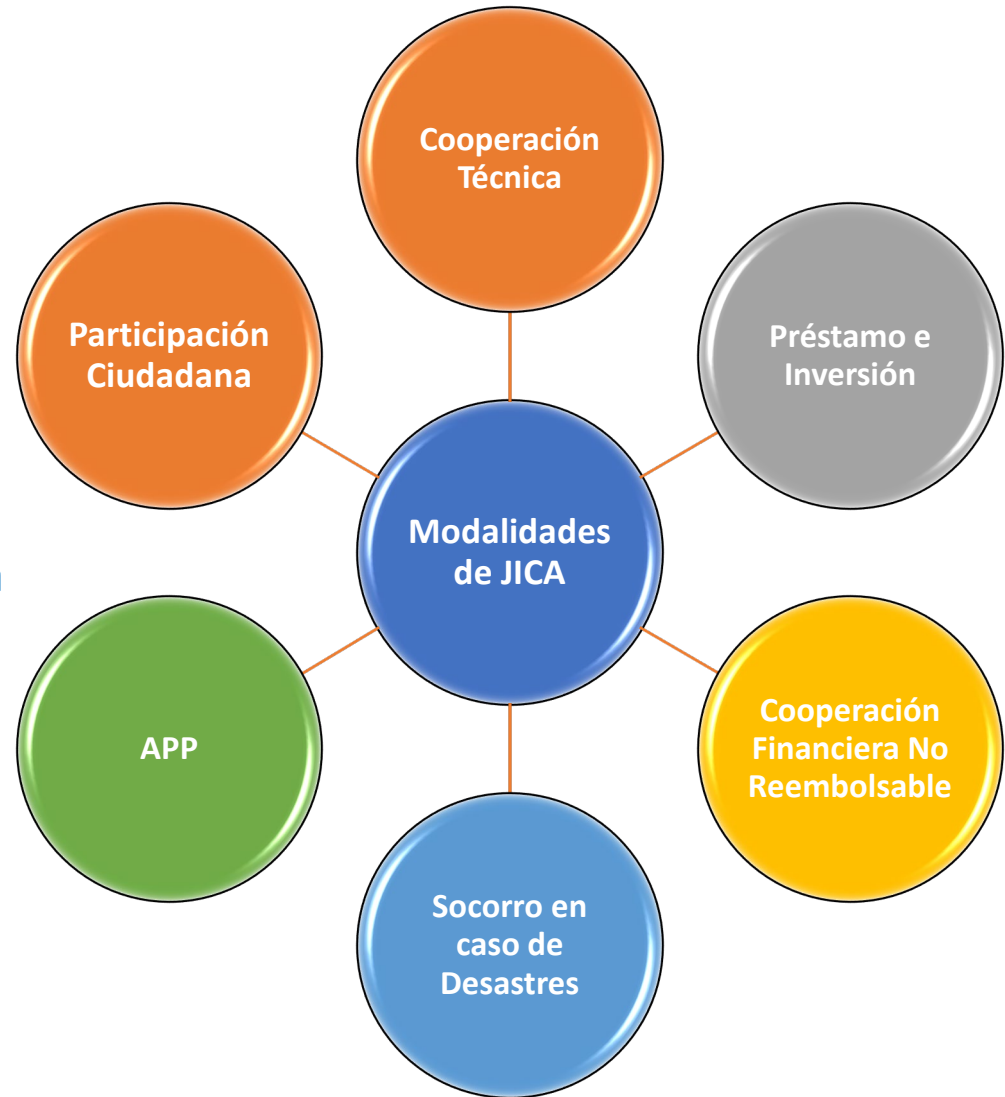 Cooperación
Técnica
Participación
Ciudadana
Préstamo e
Inversión
Modalidades
de JICA
APP
Cooperación
Financiera No
Reembolsable
Socorro en
caso de
Desastres